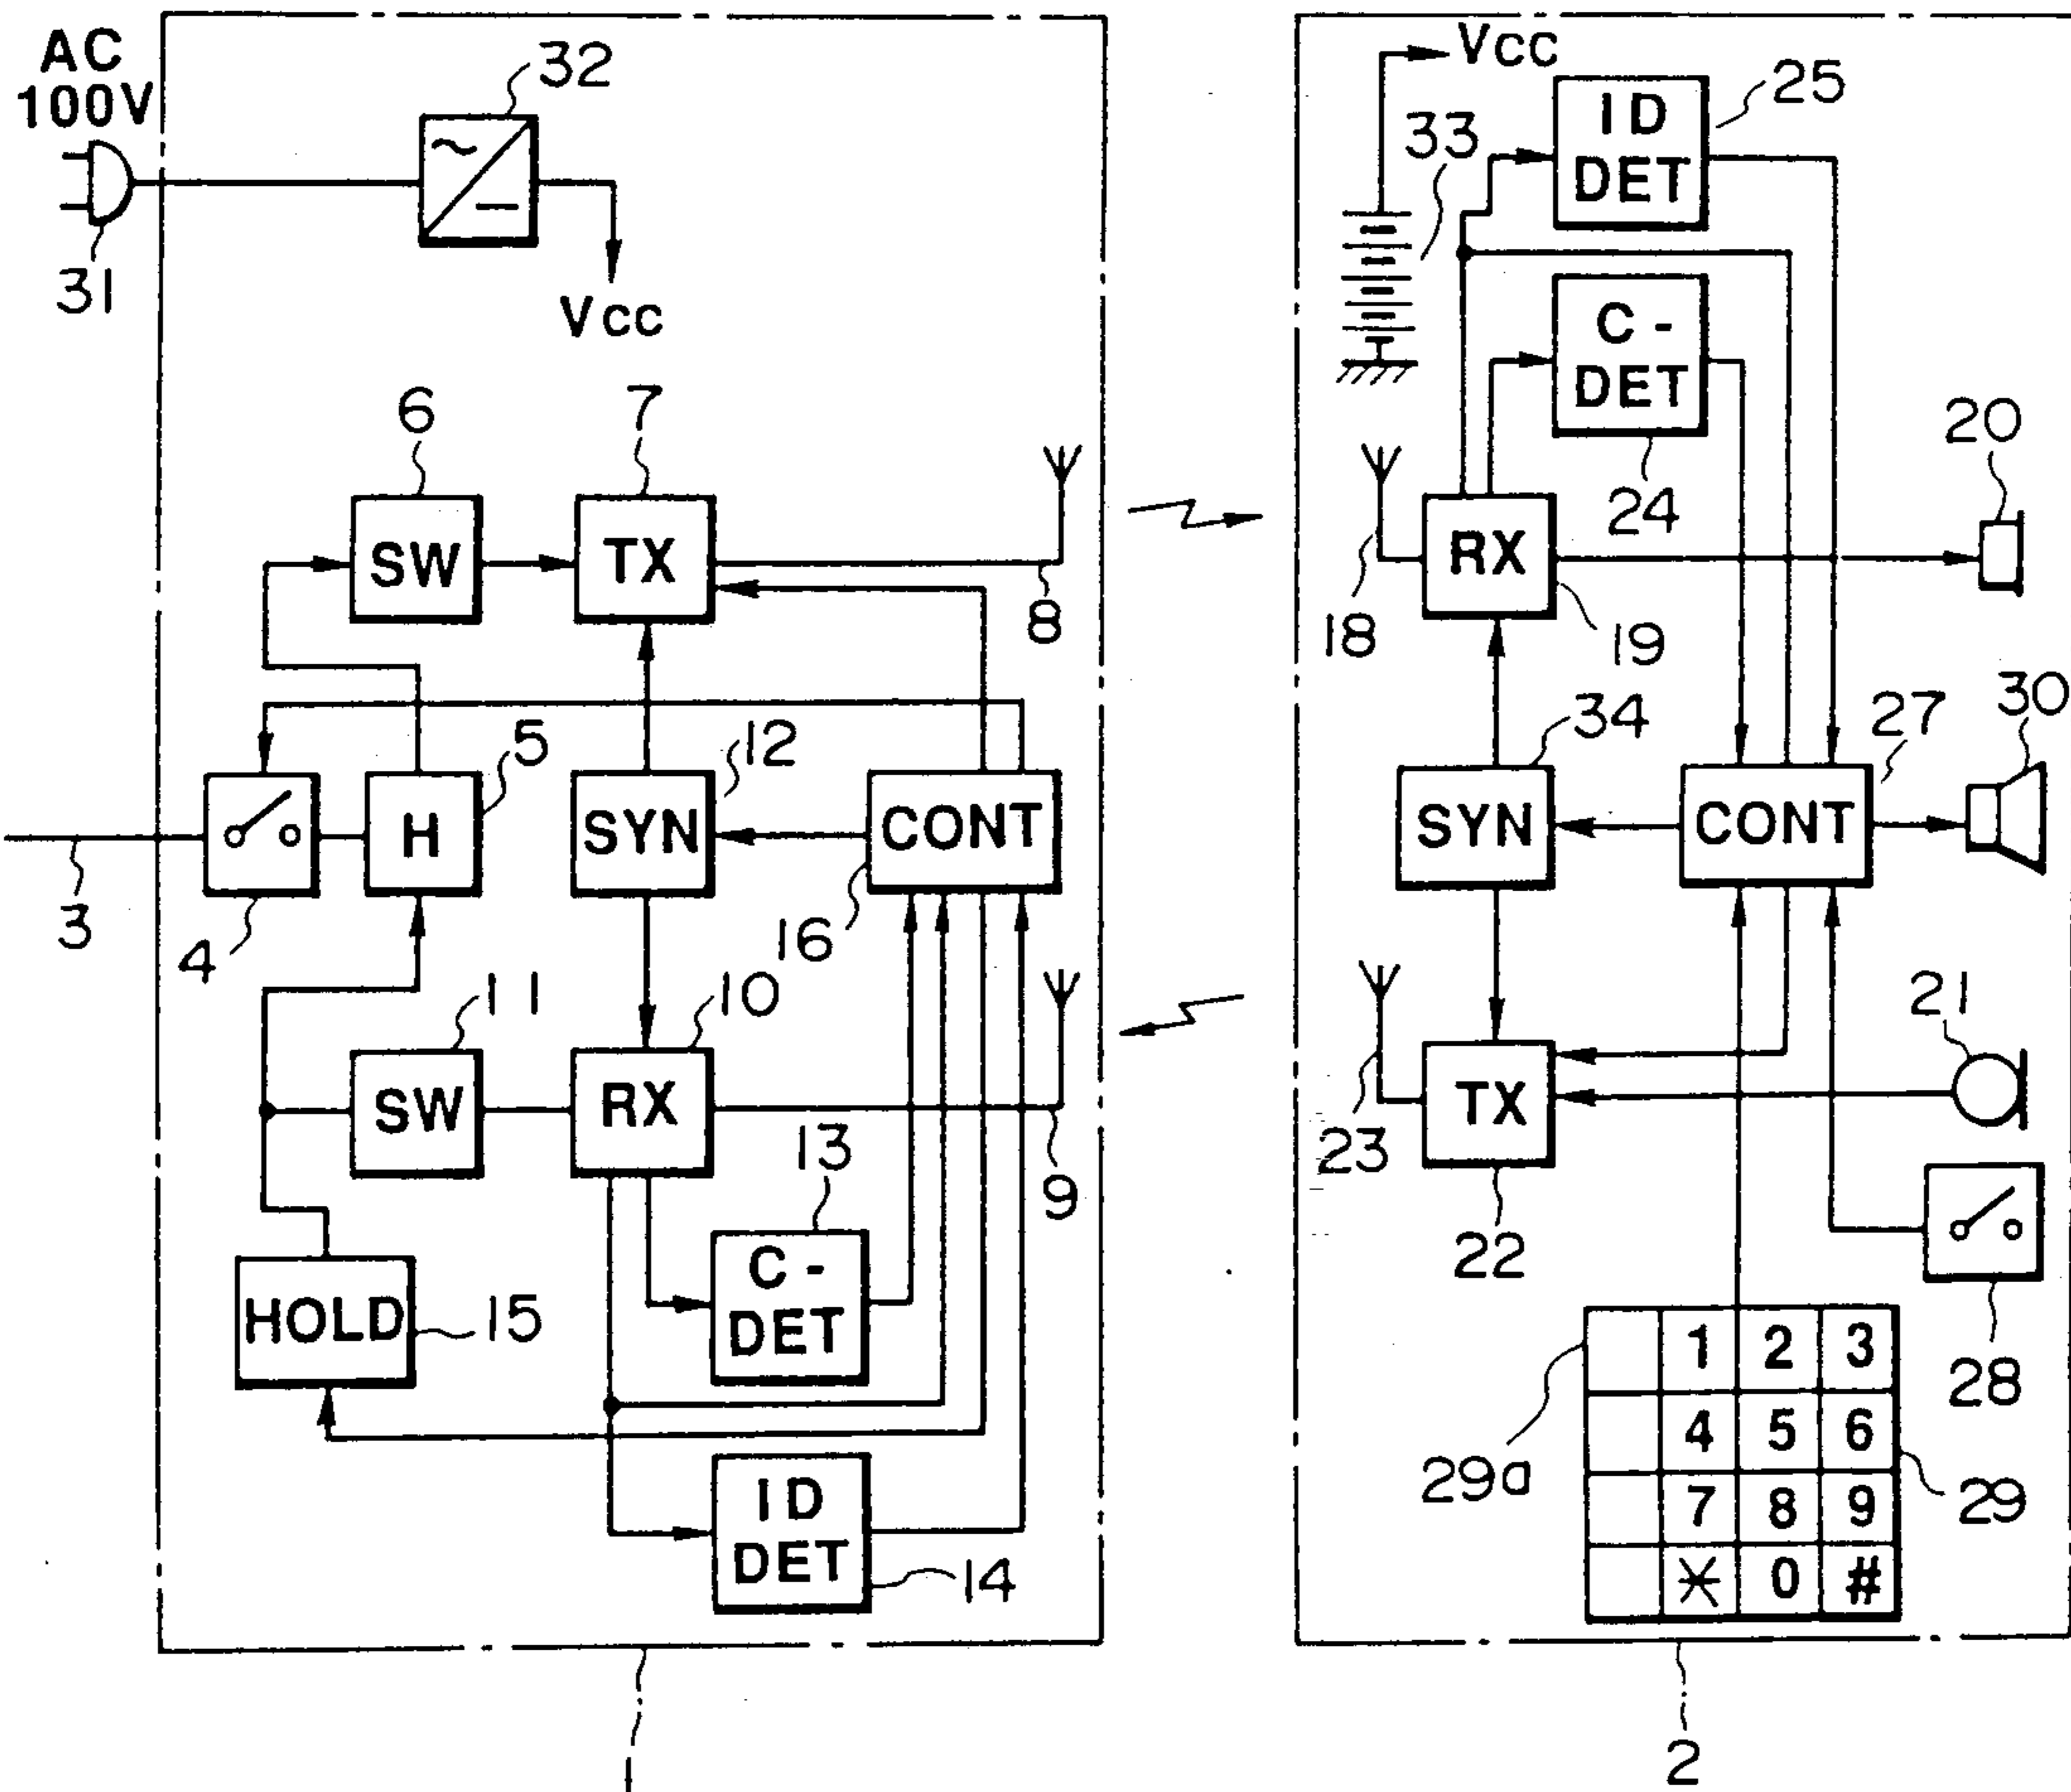 AC
100V
31
32
VCC
6
7
SW
TX
8
5
12
H
SYN
CONT
3
4
16
11
10
SW
RX
13
9
C-
DET
HOLD
15
ID
DET
14
1
VCC
25
ID
DET
33
C-
DET
24
20
RX
18
19
34
27
30
SYN
CONT
21
TX
23
22
28
29a
1 2 3
4 5 6
7 8 9
* 0 #
29
2